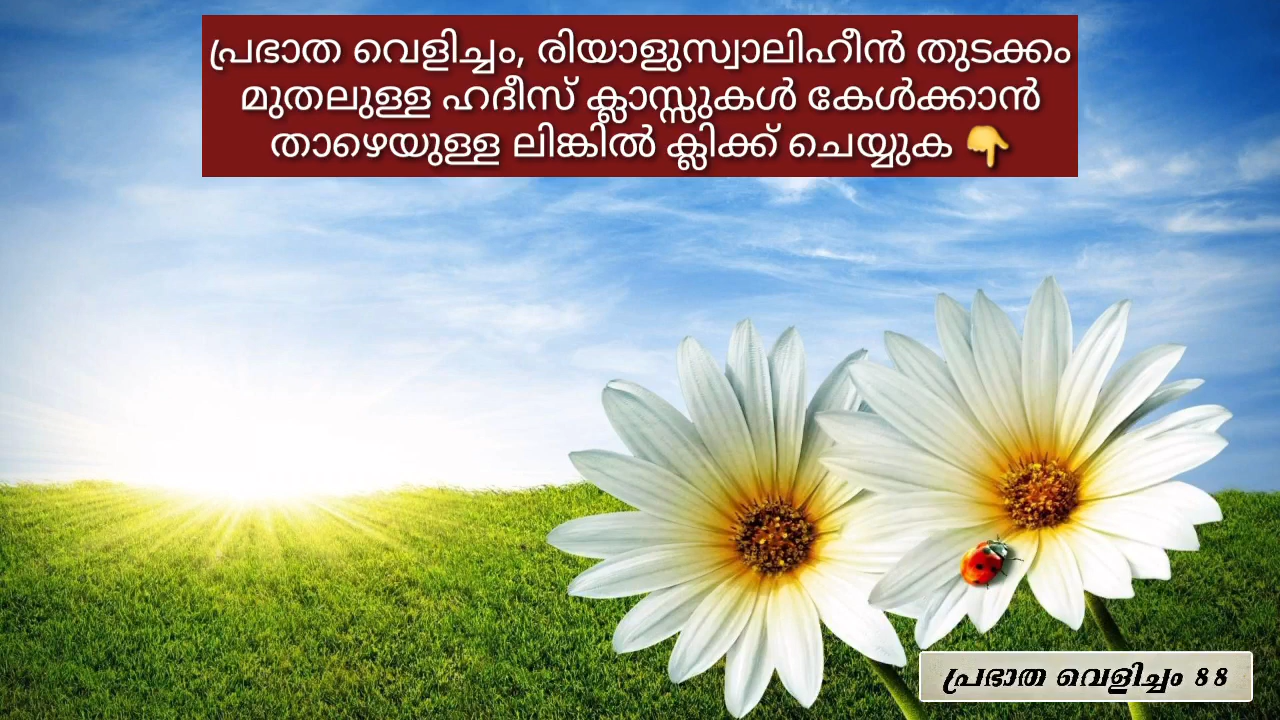 പ്രഭാത വെളിച്ചം, രിയാളുസ്വാലിഹീൻ തുടക്കം
മുതലുള്ള ഹദീസ് ക്ലാസ്സുകൾ കേൾക്കാൻ
താഴെയുള്ള ലിങ്കിൽ ക്ലിക്ക് ചെയ്യുക 👇
പ്രഭാത വെളിച്ചം 88